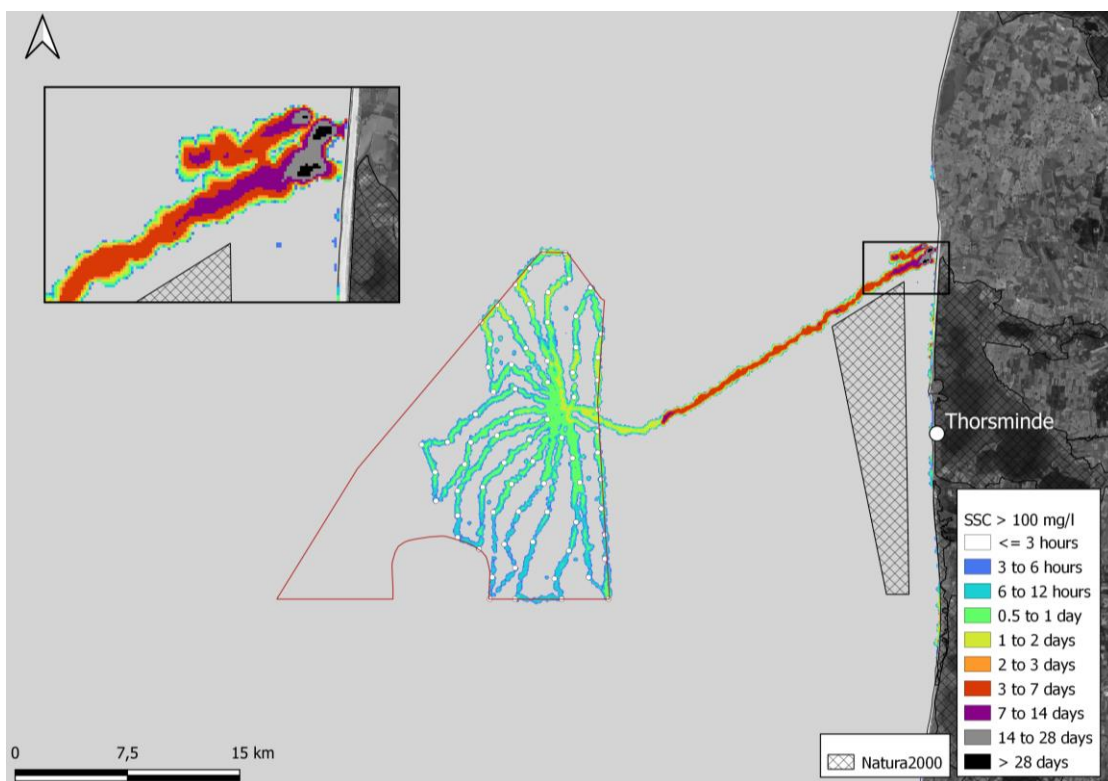 Thorsminde
SSC > 100 mg/l
<= 3 hours
3 to 6 hours
6 to 12 hours
0.5 to 1 day
1 to 2 days
2 to 3 days
3 to 7 days
7 to 14 days
14 to 28 days
> 28 days
Natura2000
0 7,5 15 km